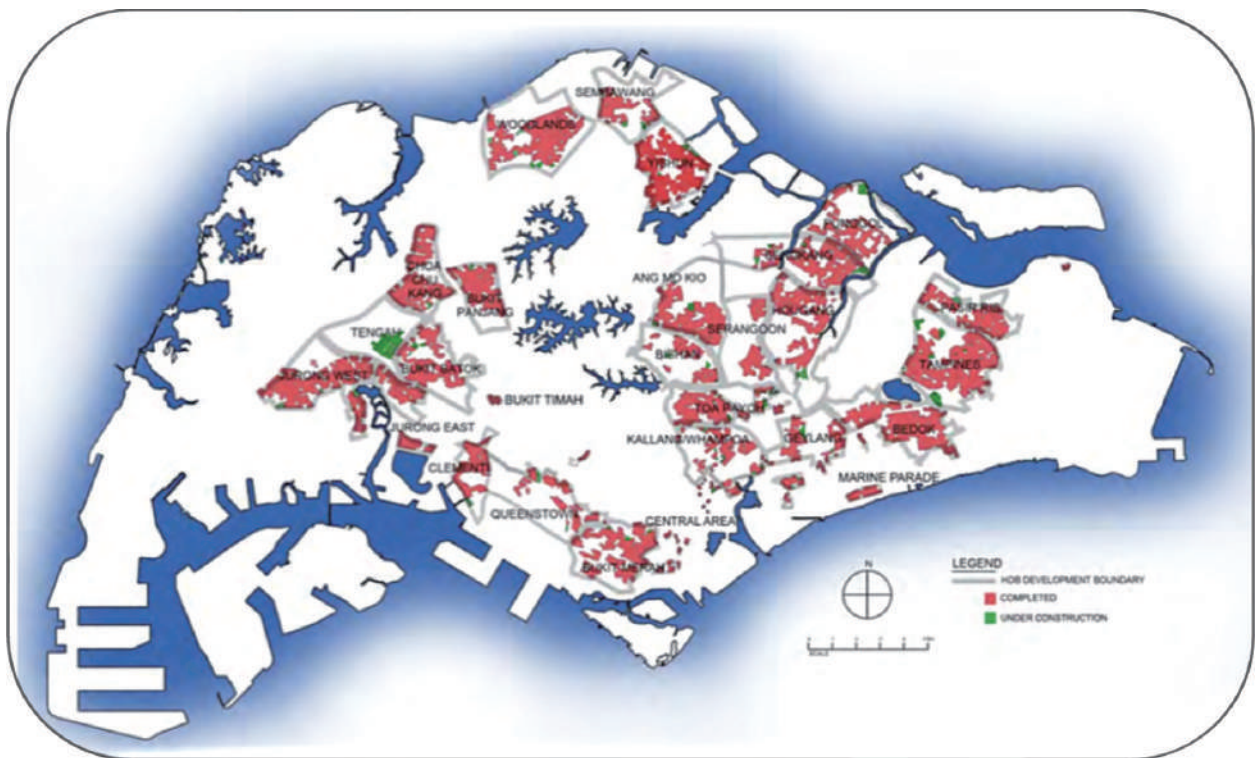 SEMBAWANG
WOODLANDS
YISHUN
PUNGGOL
SENGKANG
CHOA
CHU
KANG
BUKIT
PANJANG
ANG MO KIO
HOUGANG
SERANGOON
PASIR RIS
TENGAH
BISHAN
TAMPINES
JURONG WEST
BUKIT BATOK
BUKIT TIMAH
TOA PAYOH
JURONG EAST
KALLANG/WHAMPOA
GEYLANG
BEDOK
CLEMENTI
MARINE PARADE
QUEENSTOWN
CENTRAL AREA
BUKIT MERAH
N
LEGEND
HDB DEVELOPMENT BOUNDARY
COMPLETED
UNDER CONSTRUCTION
SCALE